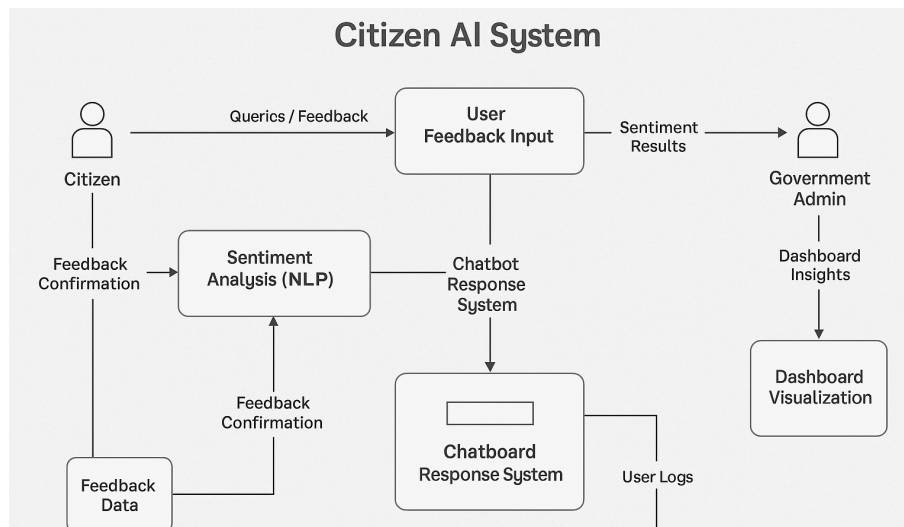 Citizen AI System
Querics / Feedback
User
Feedback Input
Sentiment
Results
Citizen
Government
Admin
Feedback
Confirmation
Sentiment
Analysis (NLP)
Chatbot
Response
System
Dashboard
Insights
Dashboard
Visualization
Feedback
Confirmation
Chatboard
Response System
Feedback
Data
User Logs